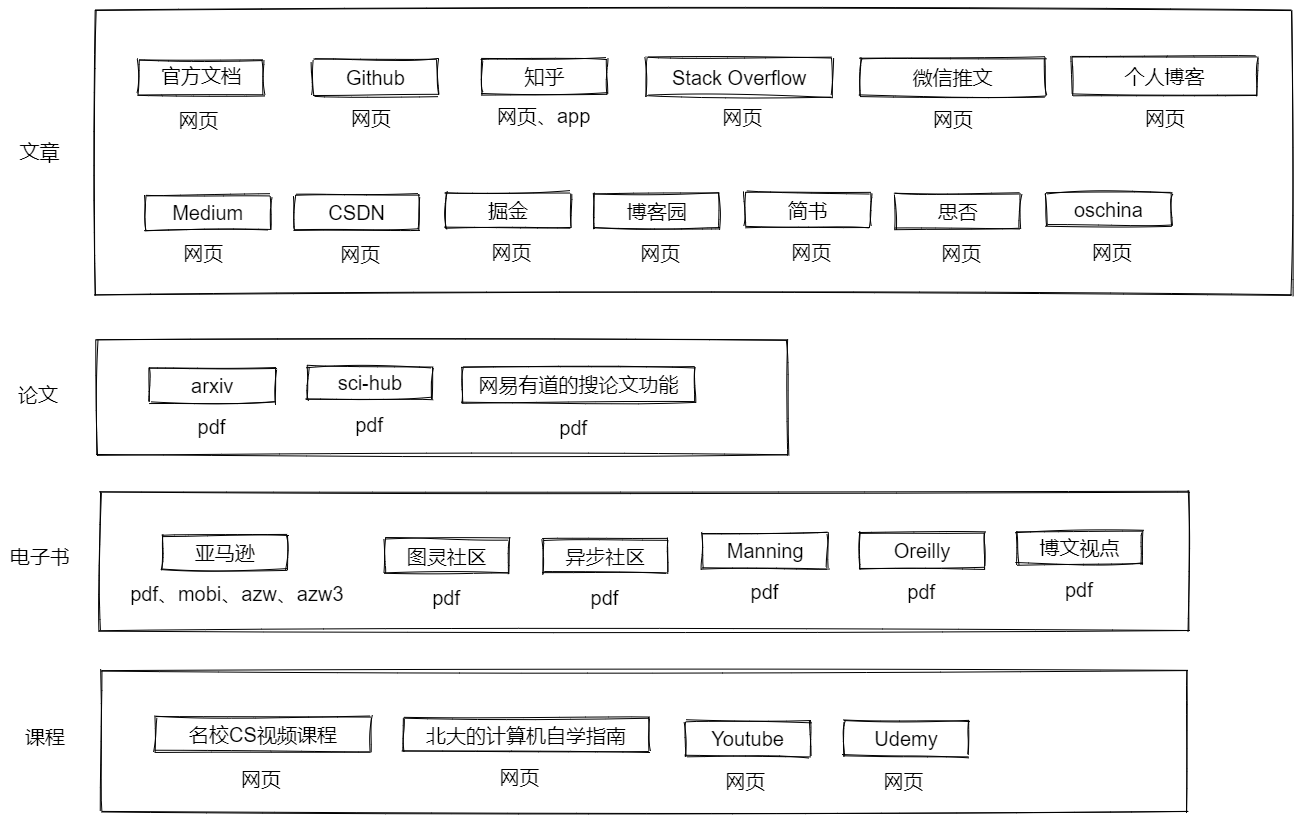 文章
官方文档 Github 知乎 Stack Overflow 微信推文 个人博客
网页 网页 网页、app 网页 网页 网页
Medium CSDN 掘金 博客园 简书 思否 oschina
网页 网页 网页 网页 网页 网页 网页
论文
arxiv sci-hub 网易有道的搜论文功能
pdf pdf pdf
电子书
亚马逊 图灵社区 异步社区 Manning Oreilly 博文视点
pdf、mobi、azw、azw3 pdf pdf pdf pdf pdf
课程
名校CS视频课程 北大的计算机自学指南 Youtube Udemy
网页 网页 网页 网页